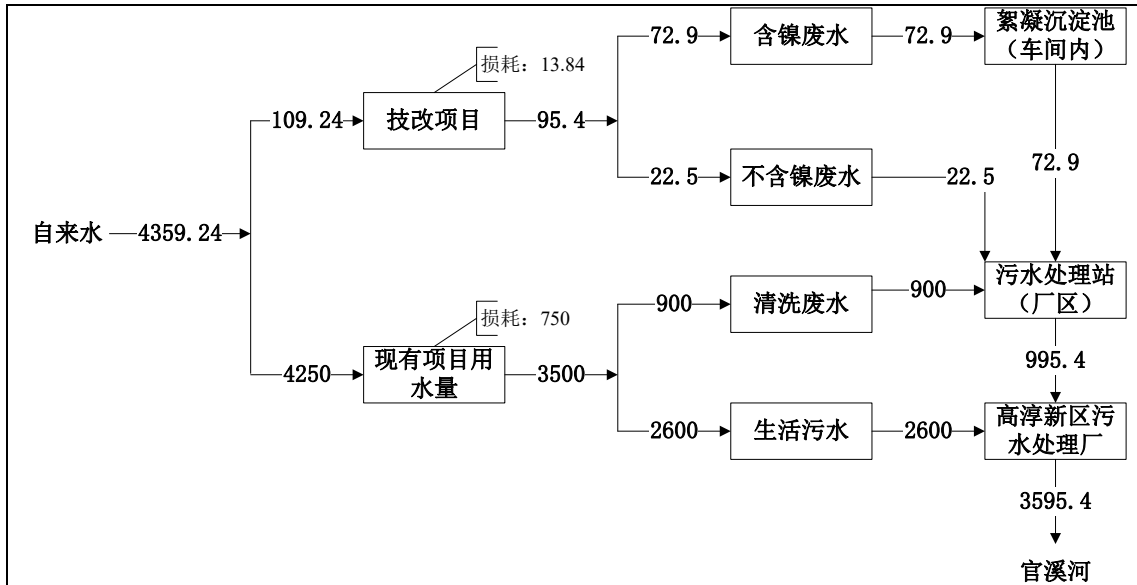 72.9
含镍废水
72.9
絮凝沉淀池
（车间内）
损耗：13.84
109.24
技改项目
95.4
72.9
22.5
不含镍废水
22.5
自来水
4359.24
污水处理站
（厂区）
900
清洗废水
900
损耗：750
4250
现有项目用
水量
3500
995.4
2600
生活污水
2600
高淳新区污
水处理厂
3595.4
官溪河